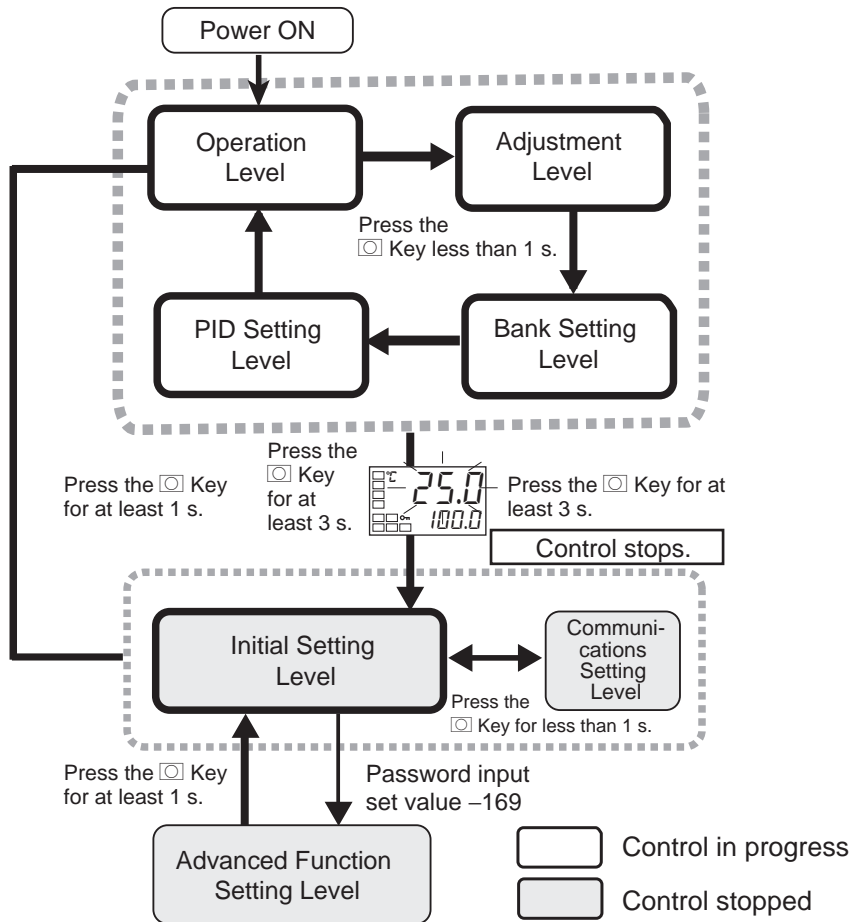 Power ON
Operation
Level
Adjustment
Level
Press the
Key less than 1 s.
PID Setting
Level
Bank Setting
Level
Press the
Key
for at
least 3 s.
Press the Key
for at least 1 s.
°C
25.0
100.0
Press the Key for at
least 3 s.
Control stops.
Initial Setting
Level
Communi-
cations
Setting
Level
Press the
Key for less than 1 s.
Press the Key
for at least 1 s.
Password input
set value –169
Advanced Function
Setting Level
Control in progress
Control stopped